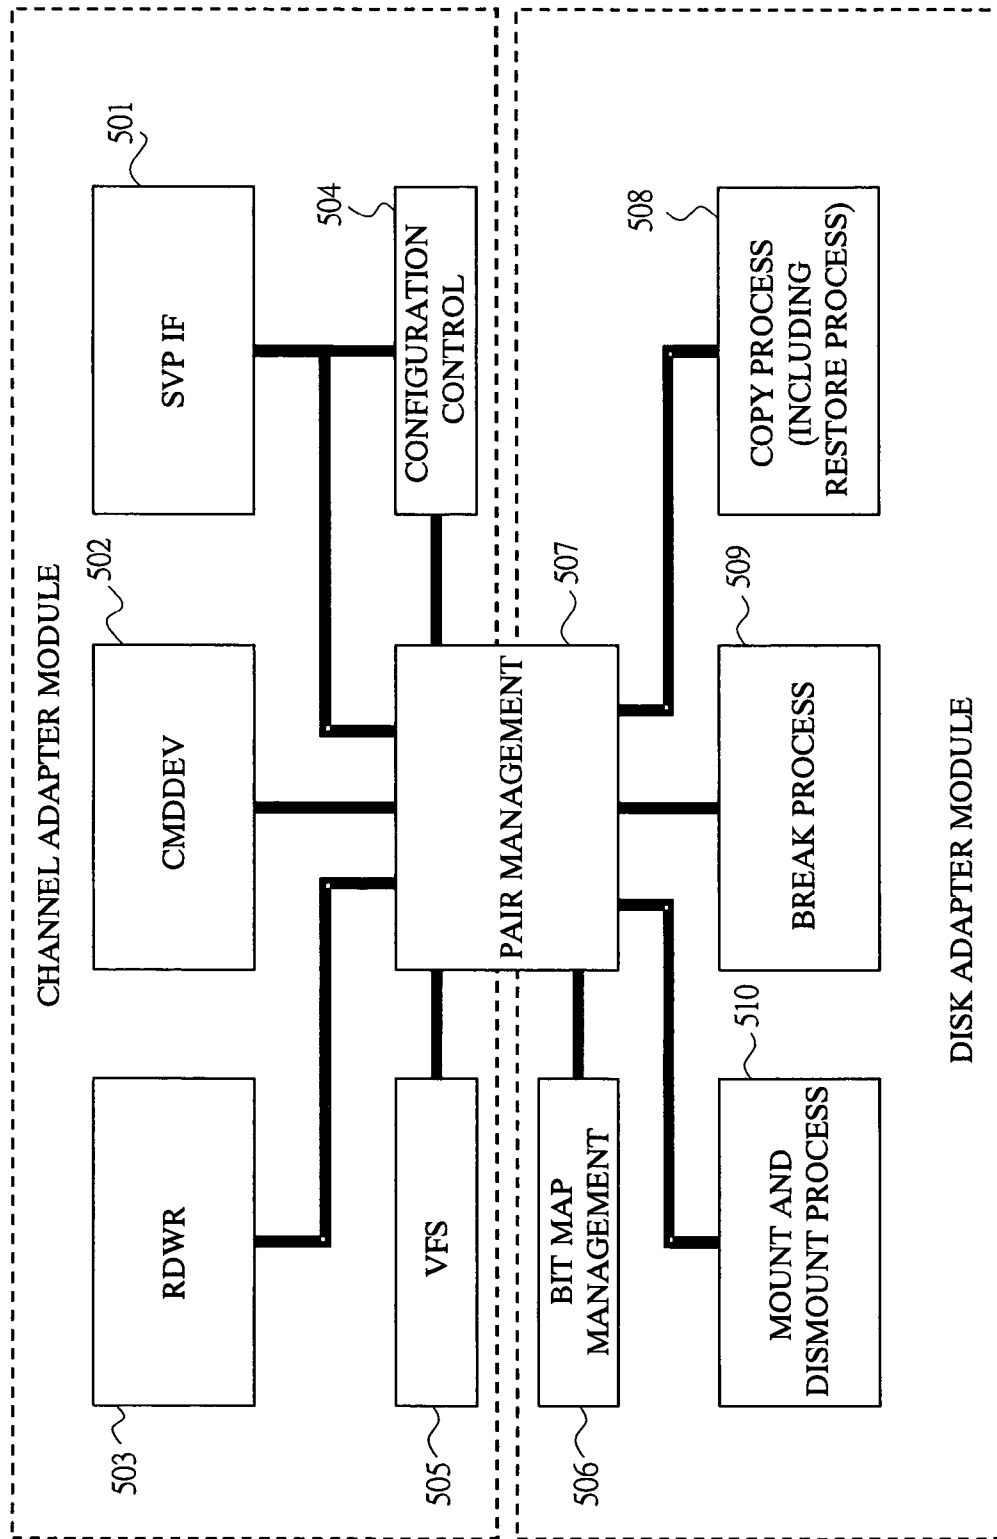 CHANNEL ADAPTER MODULE
503
RDWR
502
CMDDEV
501
SVP IF
505
VFS
504
CONFIGURATION
CONTROL
506
BIT MAP
MANAGEMENT
507
PAIR MANAGEMENT
510
MOUNT AND
DISMOUNT PROCESS
509
BREAK PROCESS
508
COPY PROCESS
(INCLUDING
RESTORE PROCESS)
DISK ADAPTER MODULE